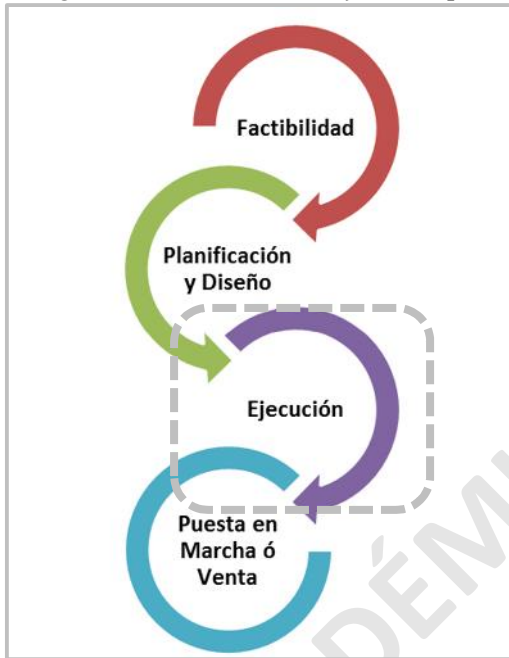 Factibilidad
Planificación
y Diseño
Ejecución
Puesta en
Marcha ó
Venta